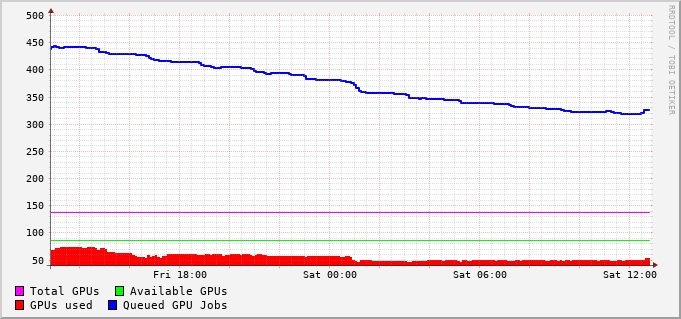 500
450
400
350
300
250
200
150
100
50
Fri 18:00 Sat 00:00 Sat 06:00 Sat 12:00
Total GPUs Available GPUs
GPUs used Queued GPU Jobs
RRDTOOL / TOBI OETIKER